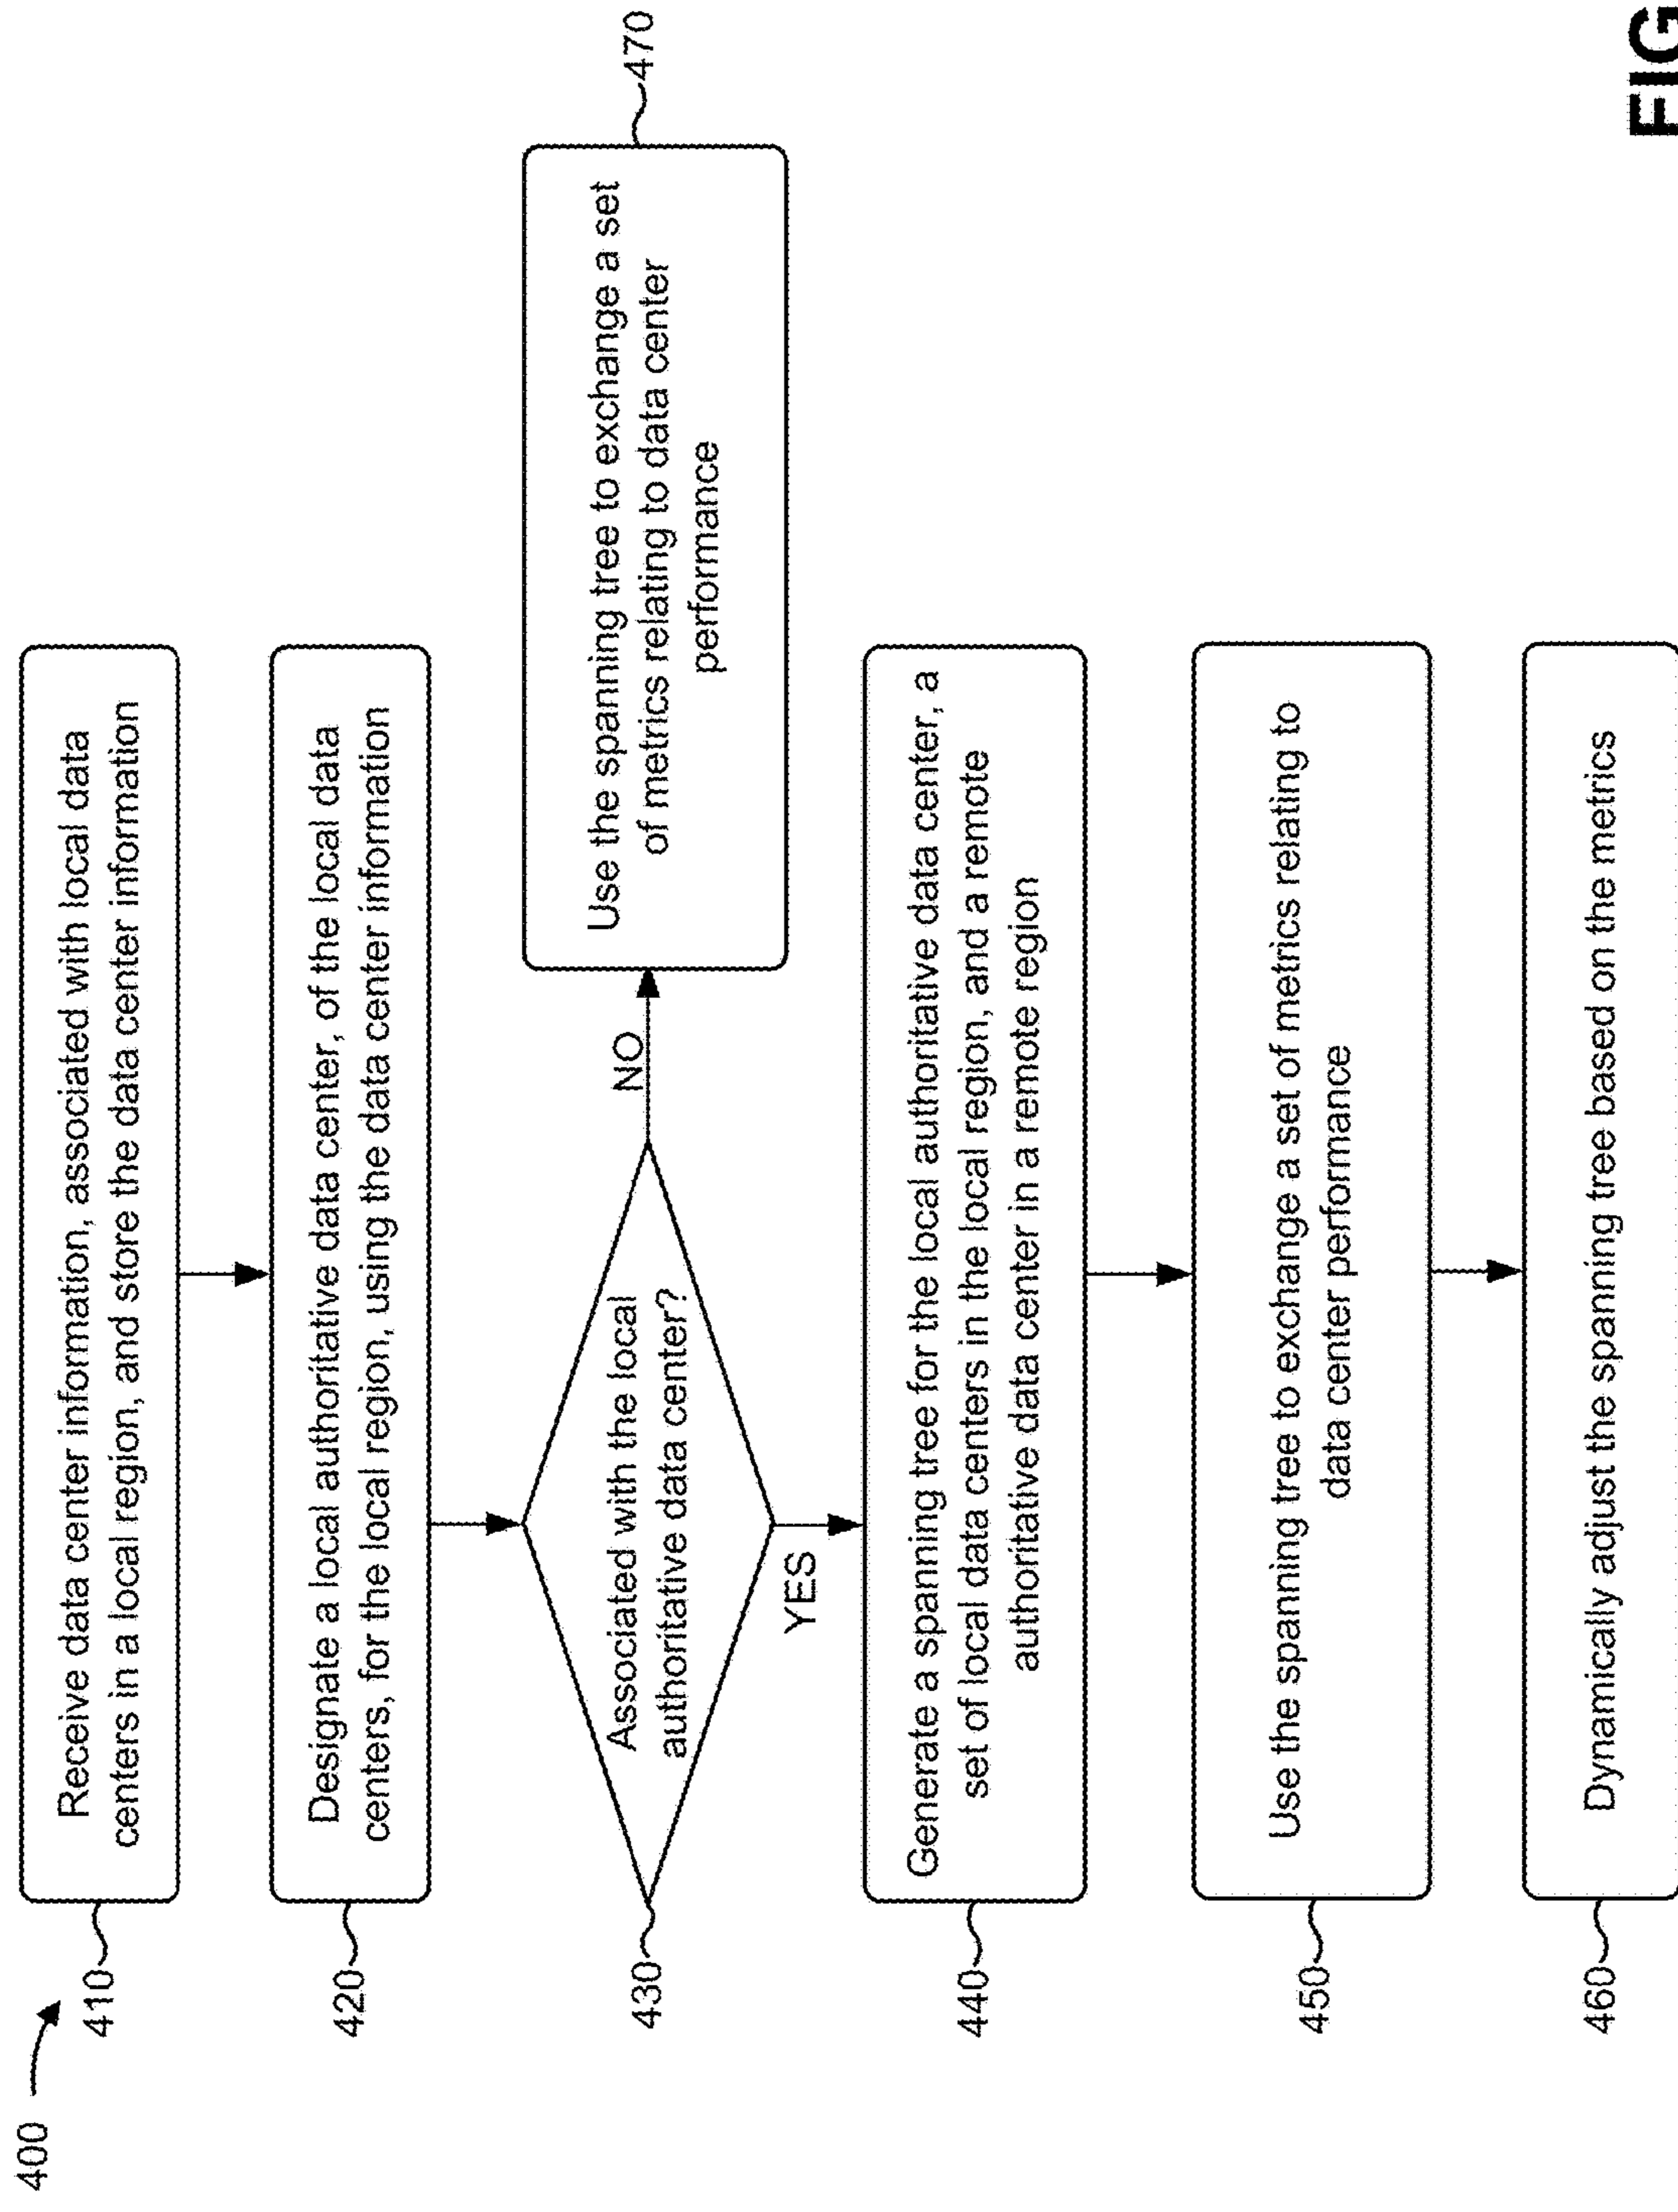 400
410
Receive data center information, associated with local data
centers in a local region, and store the data center information
420
Designate a local authoritative data center, of the local data
centers, for the local region, using the data center information
430
Associated with the local
authoritative data center?
NO
470
Use the spanning tree to exchange a set
of metrics relating to data center
performance
YES
440
Generate a spanning tree for the local authoritative data center, a
set of local data centers in the local region, and a remote
authoritative data center in a remote region
450
Use the spanning tree to exchange a set of metrics relating to
data center performance
460
Dynamically adjust the spanning tree based on the metrics
FIG